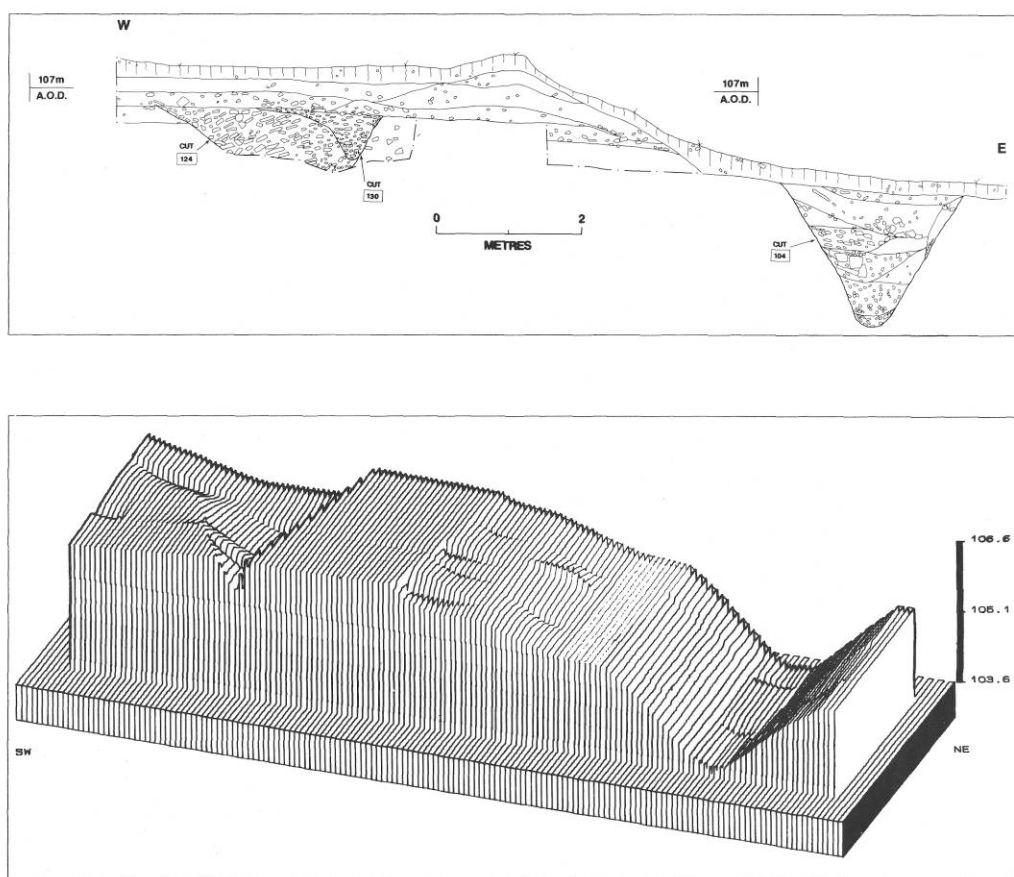 W
107m
A.O.D.
107m
A.O.D.
E
CUT
124
CUT
130
0 2
METRES
CUT
104
106.6
105.1
103.6
SW
NE